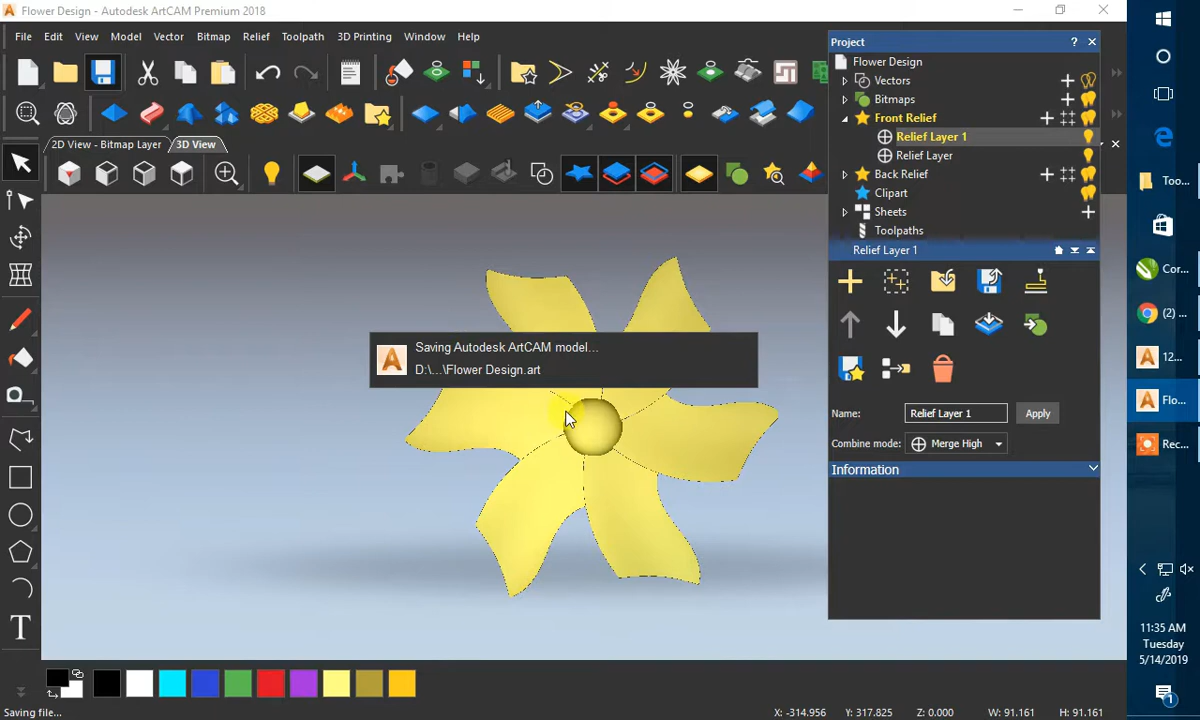 Flower Design - Autodesk ArtCAM Premium 2018
File Edit View Model Vector Bitmap Relief Toolpath 3D Printing Window Help
2D View - Bitmap Layer 3D View
Project
Flower Design
Vectors
Bitmaps
Front Relief
Relief Layer 1
Relief Layer
Back Relief
Clipart
Sheets
Toolpaths
Relief Layer 1
Name: Relief Layer 1 Apply
Combine mode: Merge High
Information
Saving Autodesk ArtCAM model...
D:\...\Flower Design.art
T
Saving file...
X: -314.956 Y: 317.825 Z: 0.000 W: 91.161 H: 91.161
Too...
Cor...
(2) ...
12...
Flo...
Rec...
11:35 AM
Tuesday
5/14/2019
1